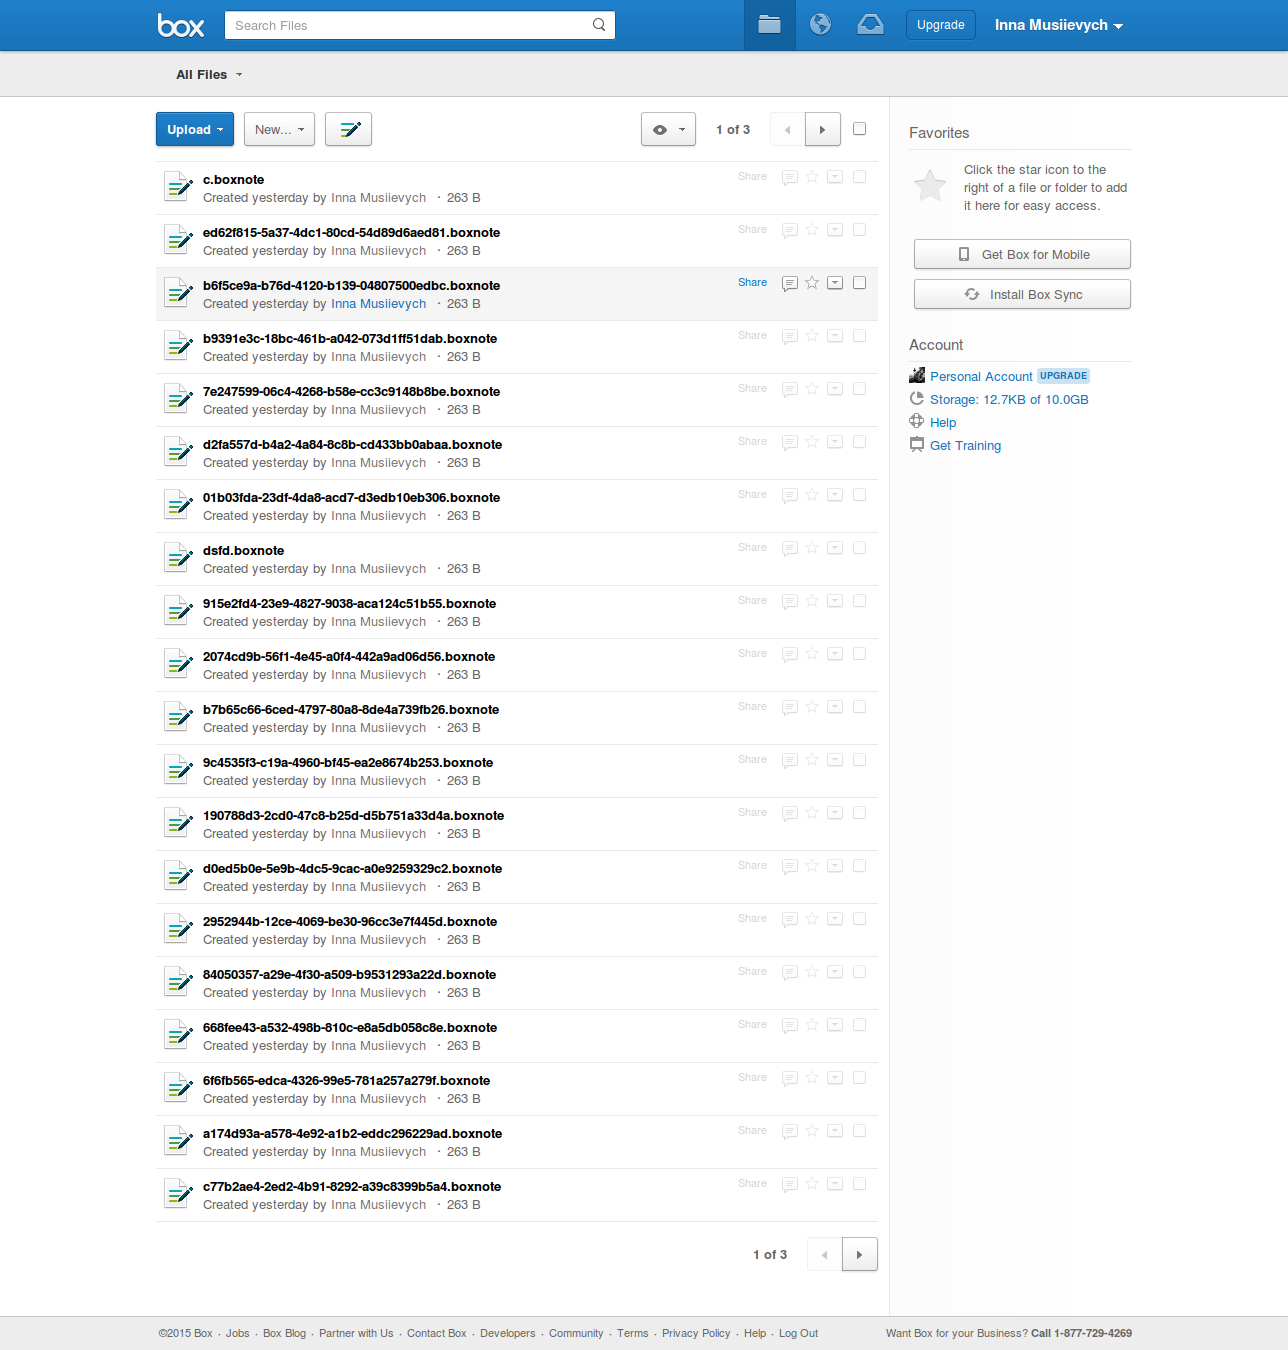 box
Search Files
Upgrade
Inna Musiievych
All Files
Upload
New...
1 of 3
c.boxnote
Created yesterday by Inna Musiievych · 263 B
Share
ed62f815-5a37-4dc1-80cd-54d89d6aed81.boxnote
Created yesterday by Inna Musiievych · 263 B
Share
b6f5ce9a-b76d-4120-b139-04807500edbc.boxnote
Created yesterday by Inna Musiievych · 263 B
Share
b9391e3c-18bc-461b-a042-073d1ff51dab.boxnote
Created yesterday by Inna Musiievych · 263 B
Share
7e247599-06c4-4268-b58e-cc3c9148b8be.boxnote
Created yesterday by Inna Musiievych · 263 B
Share
d2fa557d-b4a2-4a84-8c8b-cd433bb0abaa.boxnote
Created yesterday by Inna Musiievych · 263 B
Share
01b03fda-23df-4da8-acd7-d3edb10eb306.boxnote
Created yesterday by Inna Musiievych · 263 B
Share
dsfd.boxnote
Created yesterday by Inna Musiievych · 263 B
Share
915e2fd4-23e9-4827-9038-aca124c51b55.boxnote
Created yesterday by Inna Musiievych · 263 B
Share
2074cd9b-56f1-4e45-a0f4-442a9ad06d56.boxnote
Created yesterday by Inna Musiievych · 263 B
Share
b7b65c66-6ced-4797-80a8-8de4a739fb26.boxnote
Created yesterday by Inna Musiievych · 263 B
Share
9c4535f3-c19a-4960-bf45-ea2e8674b253.boxnote
Created yesterday by Inna Musiievych · 263 B
Share
190788d3-2cd0-47c8-b25d-d5b751a33d4a.boxnote
Created yesterday by Inna Musiievych · 263 B
Share
d0ed5b0e-5e9b-4dc5-9cac-a0e9259329c2.boxnote
Created yesterday by Inna Musiievych · 263 B
Share
2952944b-12ce-4069-be30-96cc3e7f445d.boxnote
Created yesterday by Inna Musiievych · 263 B
Share
84050357-a29e-4f30-a509-b9531293a22d.boxnote
Created yesterday by Inna Musiievych · 263 B
Share
668fee43-a532-498b-810c-e8a5db058c8e.boxnote
Created yesterday by Inna Musiievych · 263 B
Share
6f6fb565-edca-4326-99e5-781a257a279f.boxnote
Created yesterday by Inna Musiievych · 263 B
Share
a174d93a-a578-4e92-a1b2-eddc296229ad.boxnote
Created yesterday by Inna Musiievych · 263 B
Share
c77b2ae4-2ed2-4b91-8292-a39c8399b5a4.boxnote
Created yesterday by Inna Musiievych · 263 B
Share
1 of 3
Favorites
Click the star icon to the
right of a file or folder to add
it here for easy access.
Get Box for Mobile
Install Box Sync
Account
Personal Account UPGRADE
Storage: 12.7KB of 10.0GB
Help
Get Training
©2015 Box · Jobs · Box Blog · Partner with Us · Contact Box · Developers · Community · Terms · Privacy Policy · Help · Log Out
Want Box for your Business? Call 1-877-729-4269